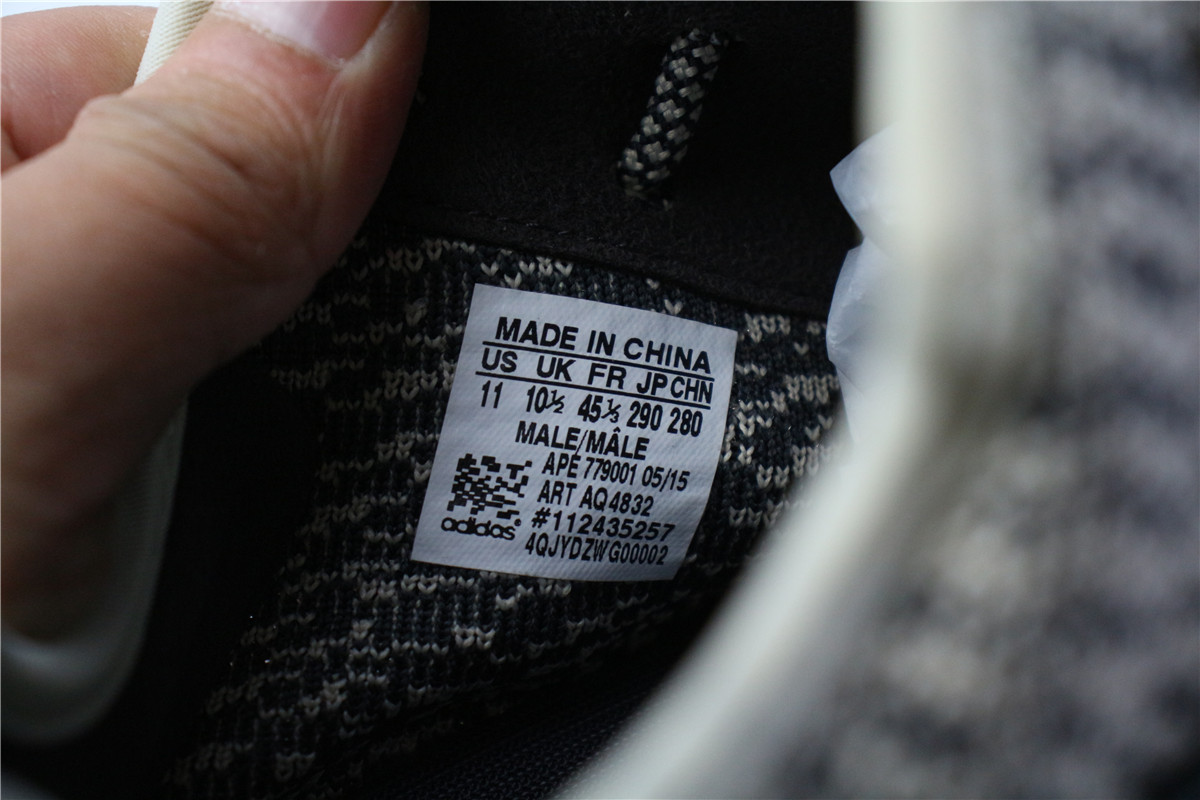 MADE IN CHINA
US UK FR JP CHN
11 10½ 45⅓ 290 280
MALE/MÂLE
APE 779001 05/15
ART AQ4832
#112435257
4QJYDZWG00002
adidas®